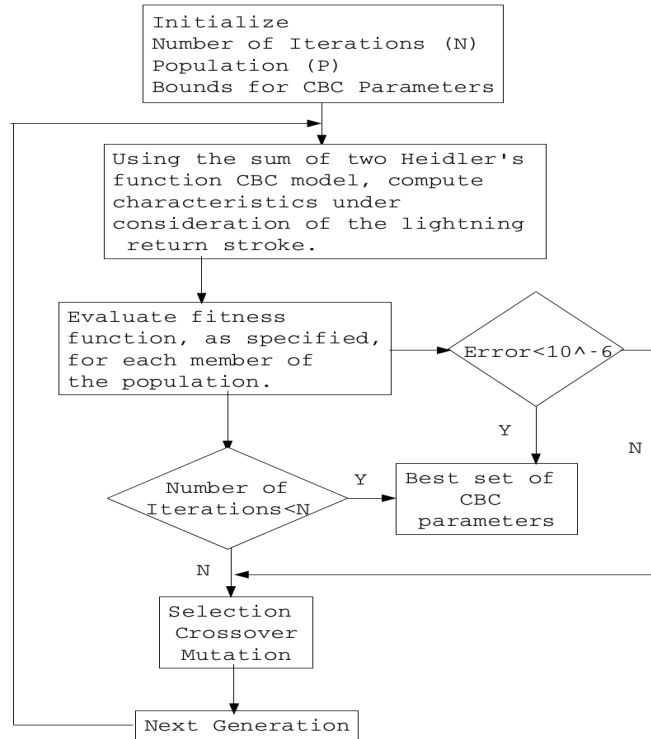 Initialize
Number of Iterations (N)
Population (P)
Bounds for CBC Parameters
Using the sum of two Heidler's
function CBC model, compute
characteristics under
consideration of the lightning
return stroke.
Evaluate fitness
function, as specified,
for each member of
the population.
Error<10^-6
Y
N
Number of
Iterations<N
Y
Best set of
CBC
parameters
N
Selection
Crossover
Mutation
Next Generation